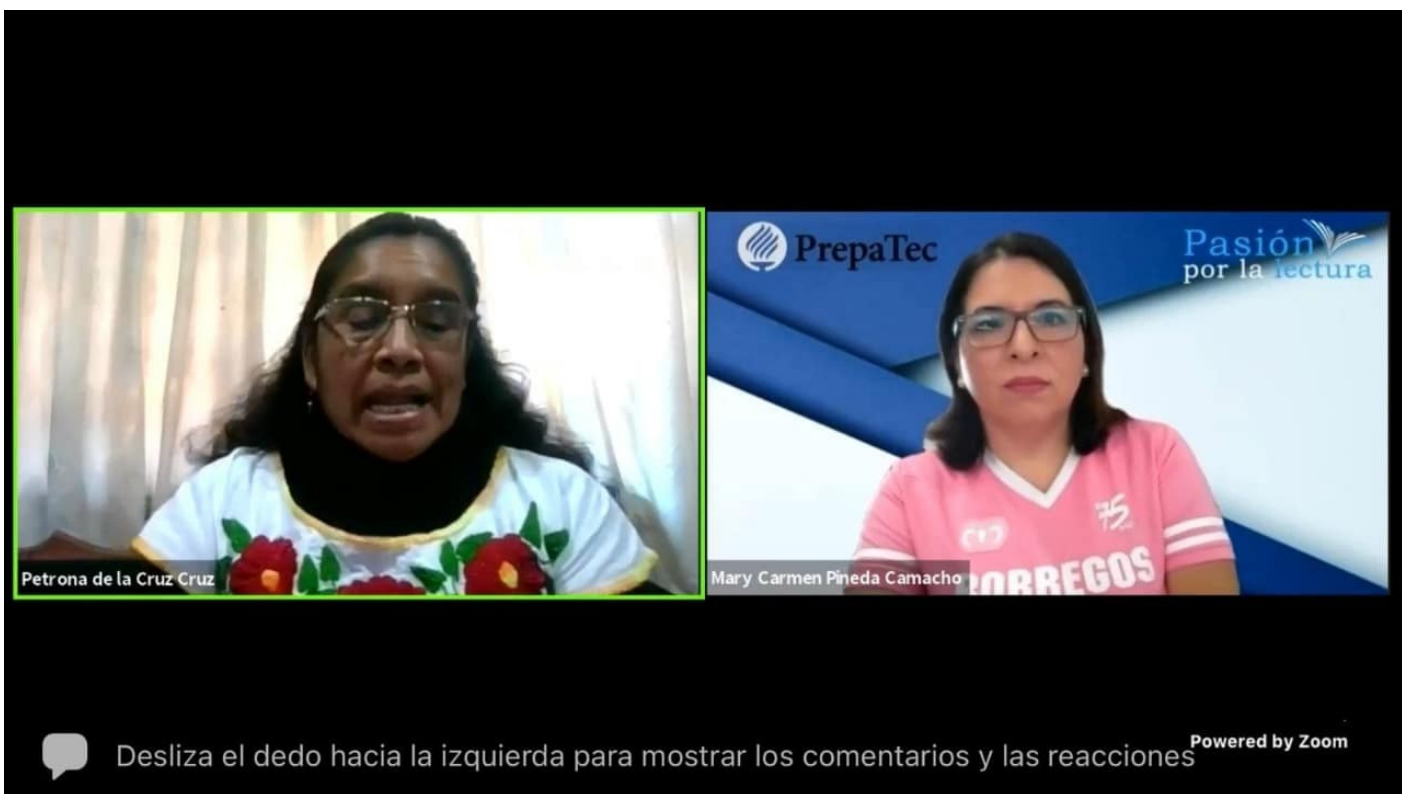 PrepaTec
Pasión
por la lectura
75
BORREGOS
Petrona de la Cruz Cruz
Mary Carmen Pineda Camacho
Desliza el dedo hacia la izquierda para mostrar los comentarios y las reacciones
Powered by Zoom